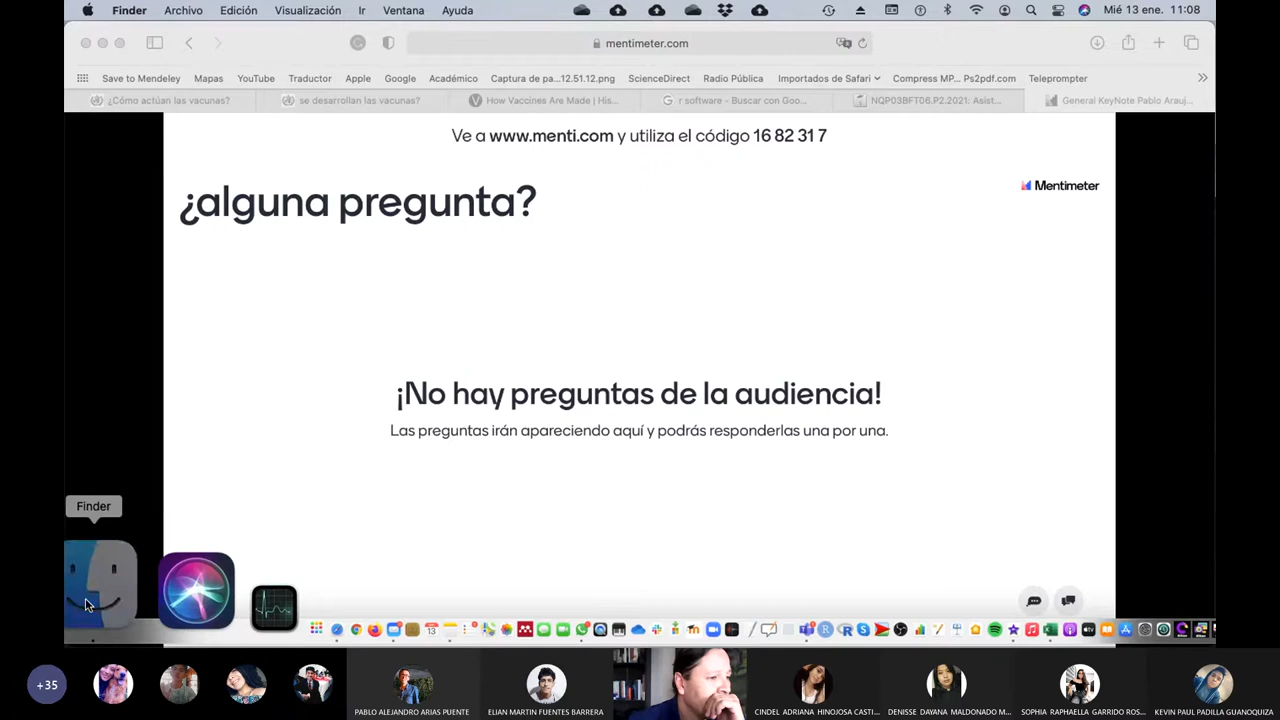 Finder Archivo Edición Visualización Ir Ventana Ayuda Mié 13 ene. 11:08
mentimeter.com
Save to Mendeley Mapas YouTube Traductor Apple Google Académico Captura de pa...12.51.12.png ScienceDirect Radio Pública Importados de Safari Compress MP... Ps2pdf.com Teleprompter
¿Cómo actúan las vacunas? se desarrollan las vacunas? How Vaccines Are Made | His... r software - Buscar con Goo... NQP03BFT06.P2.2021: Asist... General KeyNote Pablo Arauj...
Ve a www.menti.com y utiliza el código 16 82 31 7
Mentimeter
¿alguna pregunta?
¡No hay preguntas de la audiencia!
Las preguntas irán apareciendo aquí y podrás responderlas una por una.
Finder
+35
PABLO ALEJANDRO ARIAS PUENTE ELIAN MARTIN FUENTES BARRERA CINDEL ADRIANA HINOJOSA CASTI... DENISSE DAYANA MALDONADO M... SOPHIA RAPHAELLA GARRIDO ROS... KEVIN PAUL PADILLA GUANOQUIZA